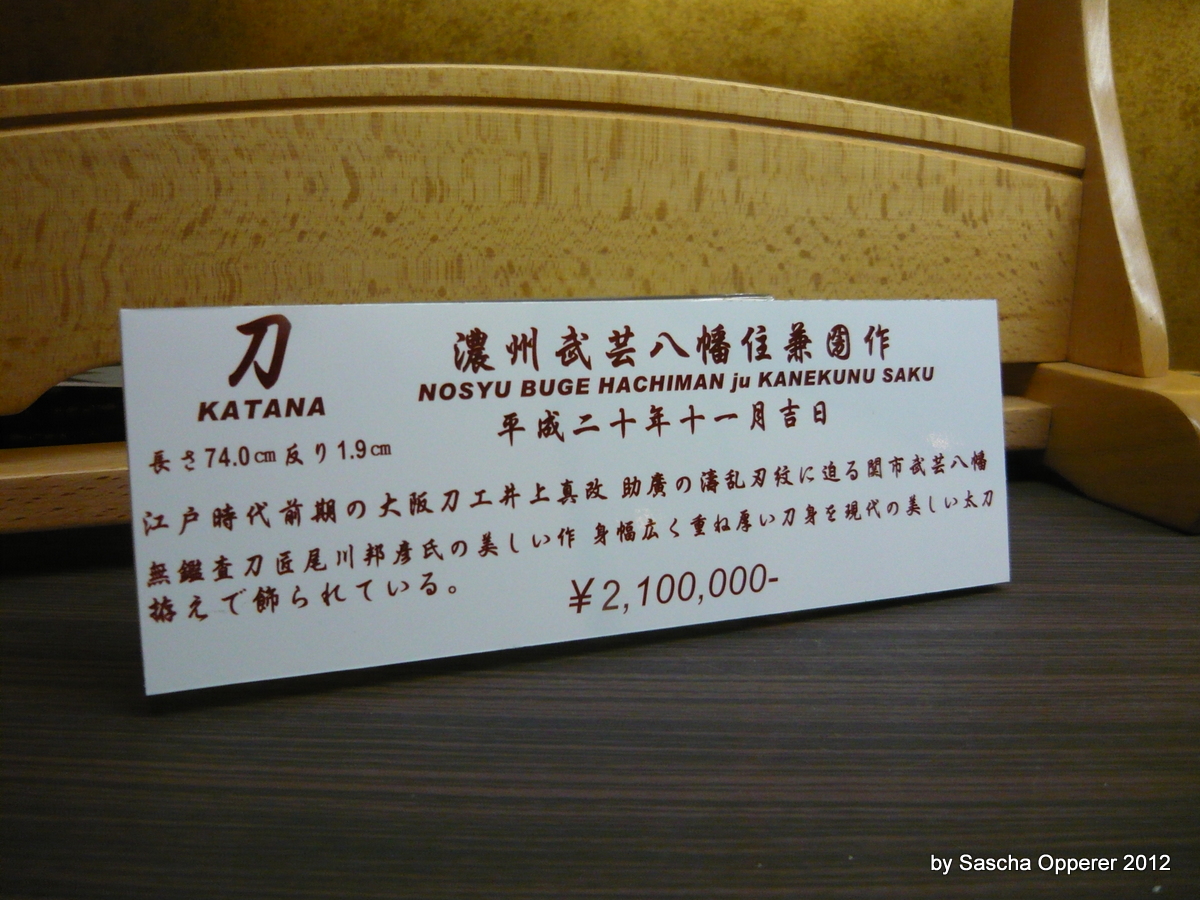 刀
KATANA
濃州武芸八幡住兼圀作
NOSYU BUGE HACHIMAN ju KANEKUNU SAKU
平成二十年十一月吉日
長さ74.0㎝反り1.9㎝
江戸時代前期の大阪刀工井上真改 助廣の濤乱刃紋に迫る関市武芸八幡
無鑑査刀匠尾川邦彦氏の美しい作 身幅広く重ね厚い刀身を現代の美しい太刀
拵えで飾られている。
¥2,100,000-
by Sascha Opperer 2012